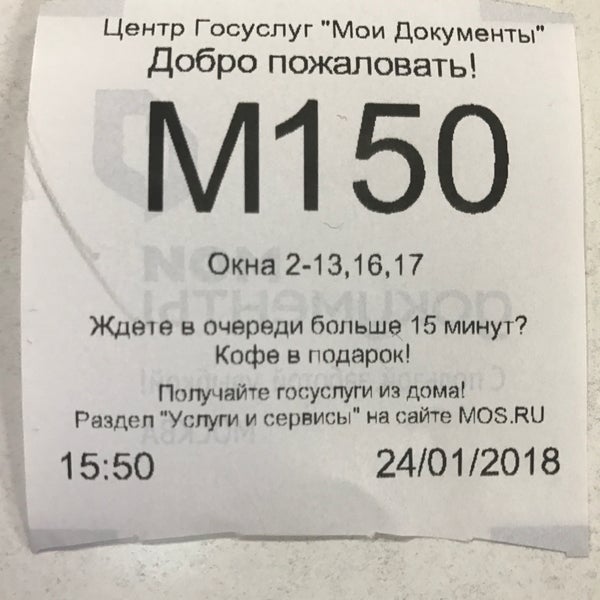 Центр Госуслуг "Мои Документы"
Добро пожаловать!
М150
Окна 2-13,16,17
Ждете в очереди больше 15 минут?
Кофе в подарок!
Получайте госуслуги из дома!
Раздел "Услуги и сервисы" на сайте MOS.RU
15:50 24/01/2018